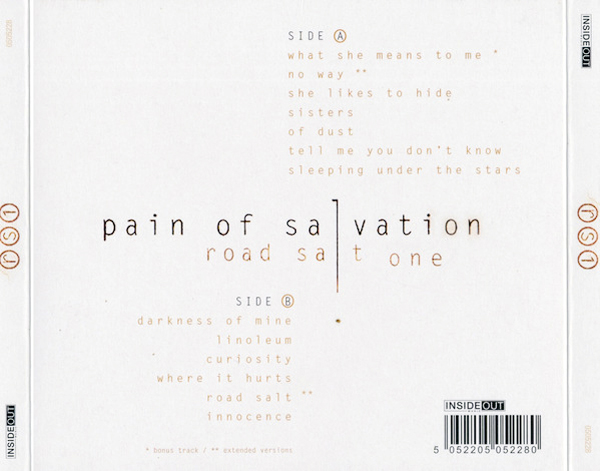 SIDE A
what she means to me *
no way **
she likes to hide
sisters
of dust
tell me you don't know
sleeping under the stars
pain of salvation
road salt one
SIDE B
darkness of mine
linoleum
curiosity
where it hurts
road salt **
innocence
* bonus track / ** extended versions
INSIDEOUT
5 052205 052280
INSIDEOUT
rs1
INSIDEOUT
rs1